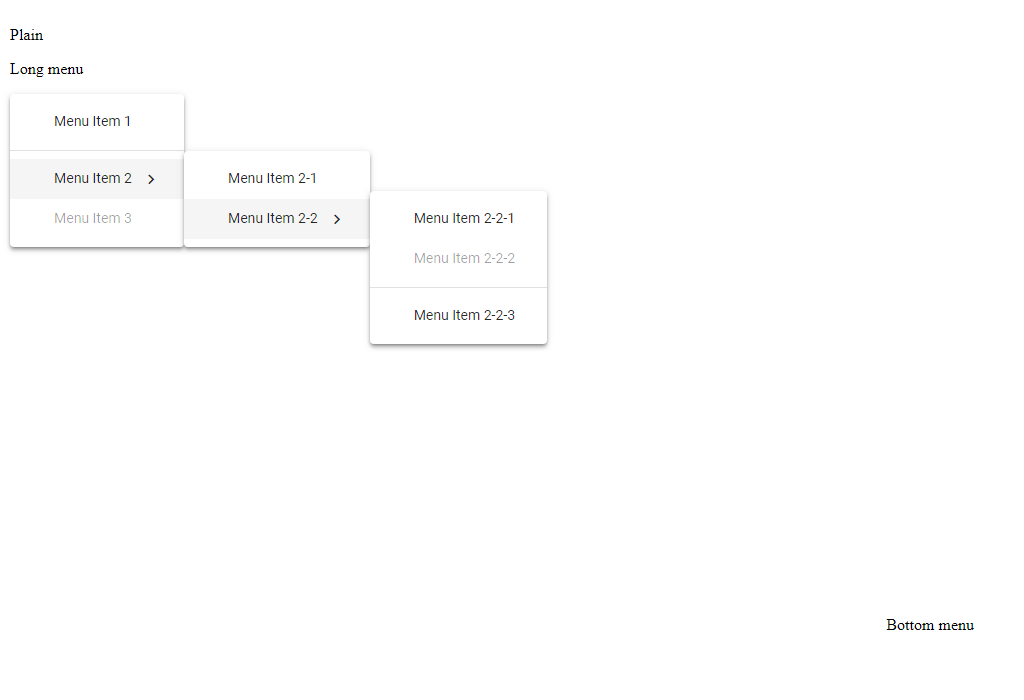 Plain
Long menu
Menu Item 1
Menu Item 2
Menu Item 3
Menu Item 2-1
Menu Item 2-2
Menu Item 2-2-1
Menu Item 2-2-2
Menu Item 2-2-3
Bottom menu